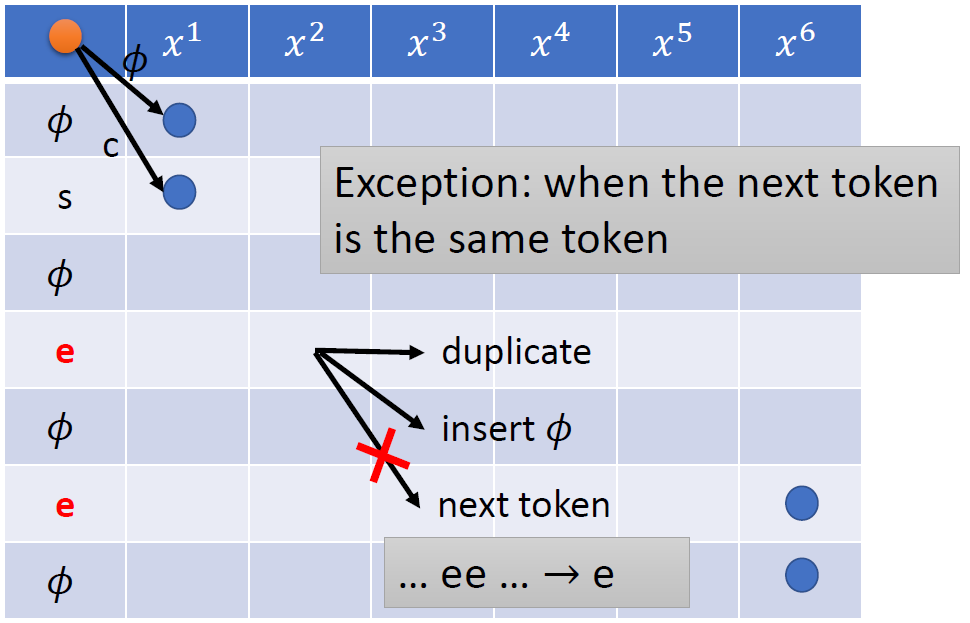 x¹ x² x³ x⁴ x⁵ x⁶
ϕ
ϕ
c
s
Exception: when the next token
is the same token
ϕ
e
duplicate
ϕ
insert ϕ
e
next token
ϕ
... ee ... → e